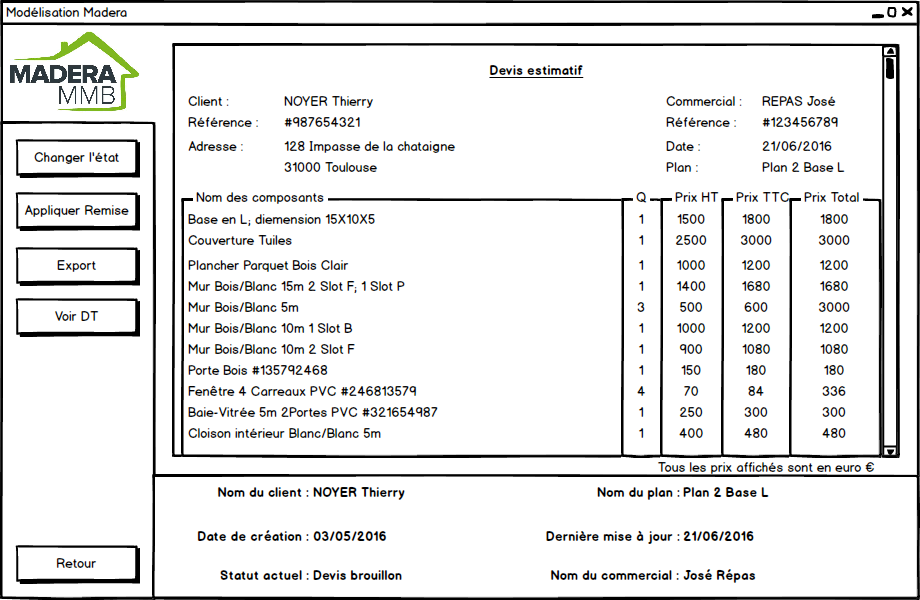 Modélisation Madera
MADERA
MMB
Changer l'état
Appliquer Remise
Export
Voir DT
Retour
Devis estimatif
Client : NOYER Thierry Commercial : REPAS José
Référence : #987654321 Référence : #123456789
Adresse : 128 Impasse de la chataigne Date : 21/06/2016
31000 Toulouse Plan : Plan 2 Base L
Nom des composants Q Prix HT Prix TTC Prix Total
Base en L; diemension 15X10X5 1 1500 1800 1800
Couverture Tuiles 1 2500 3000 3000
Plancher Parquet Bois Clair 1 1000 1200 1200
Mur Bois/Blanc 15m 2 Slot F; 1 Slot P 1 1400 1680 1680
Mur Bois/Blanc 5m 3 500 600 3000
Mur Bois/Blanc 10m 1 Slot B 1 1000 1200 1200
Mur Bois/Blanc 10m 2 Slot F 1 900 1080 1080
Porte Bois #135792468 1 150 180 180
Fenêtre 4 Carreaux PVC #246813579 4 70 84 336
Baie-Vitrée 5m 2Portes PVC #321654987 1 250 300 300
Cloison intérieur Blanc/Blanc 5m 1 400 480 480
Tous les prix affichés sont en euro €
Nom du client : NOYER Thierry Nom du plan : Plan 2 Base L
Date de création : 03/05/2016 Dernière mise à jour : 21/06/2016
Statut actuel : Devis brouillon Nom du commercial : José Répas